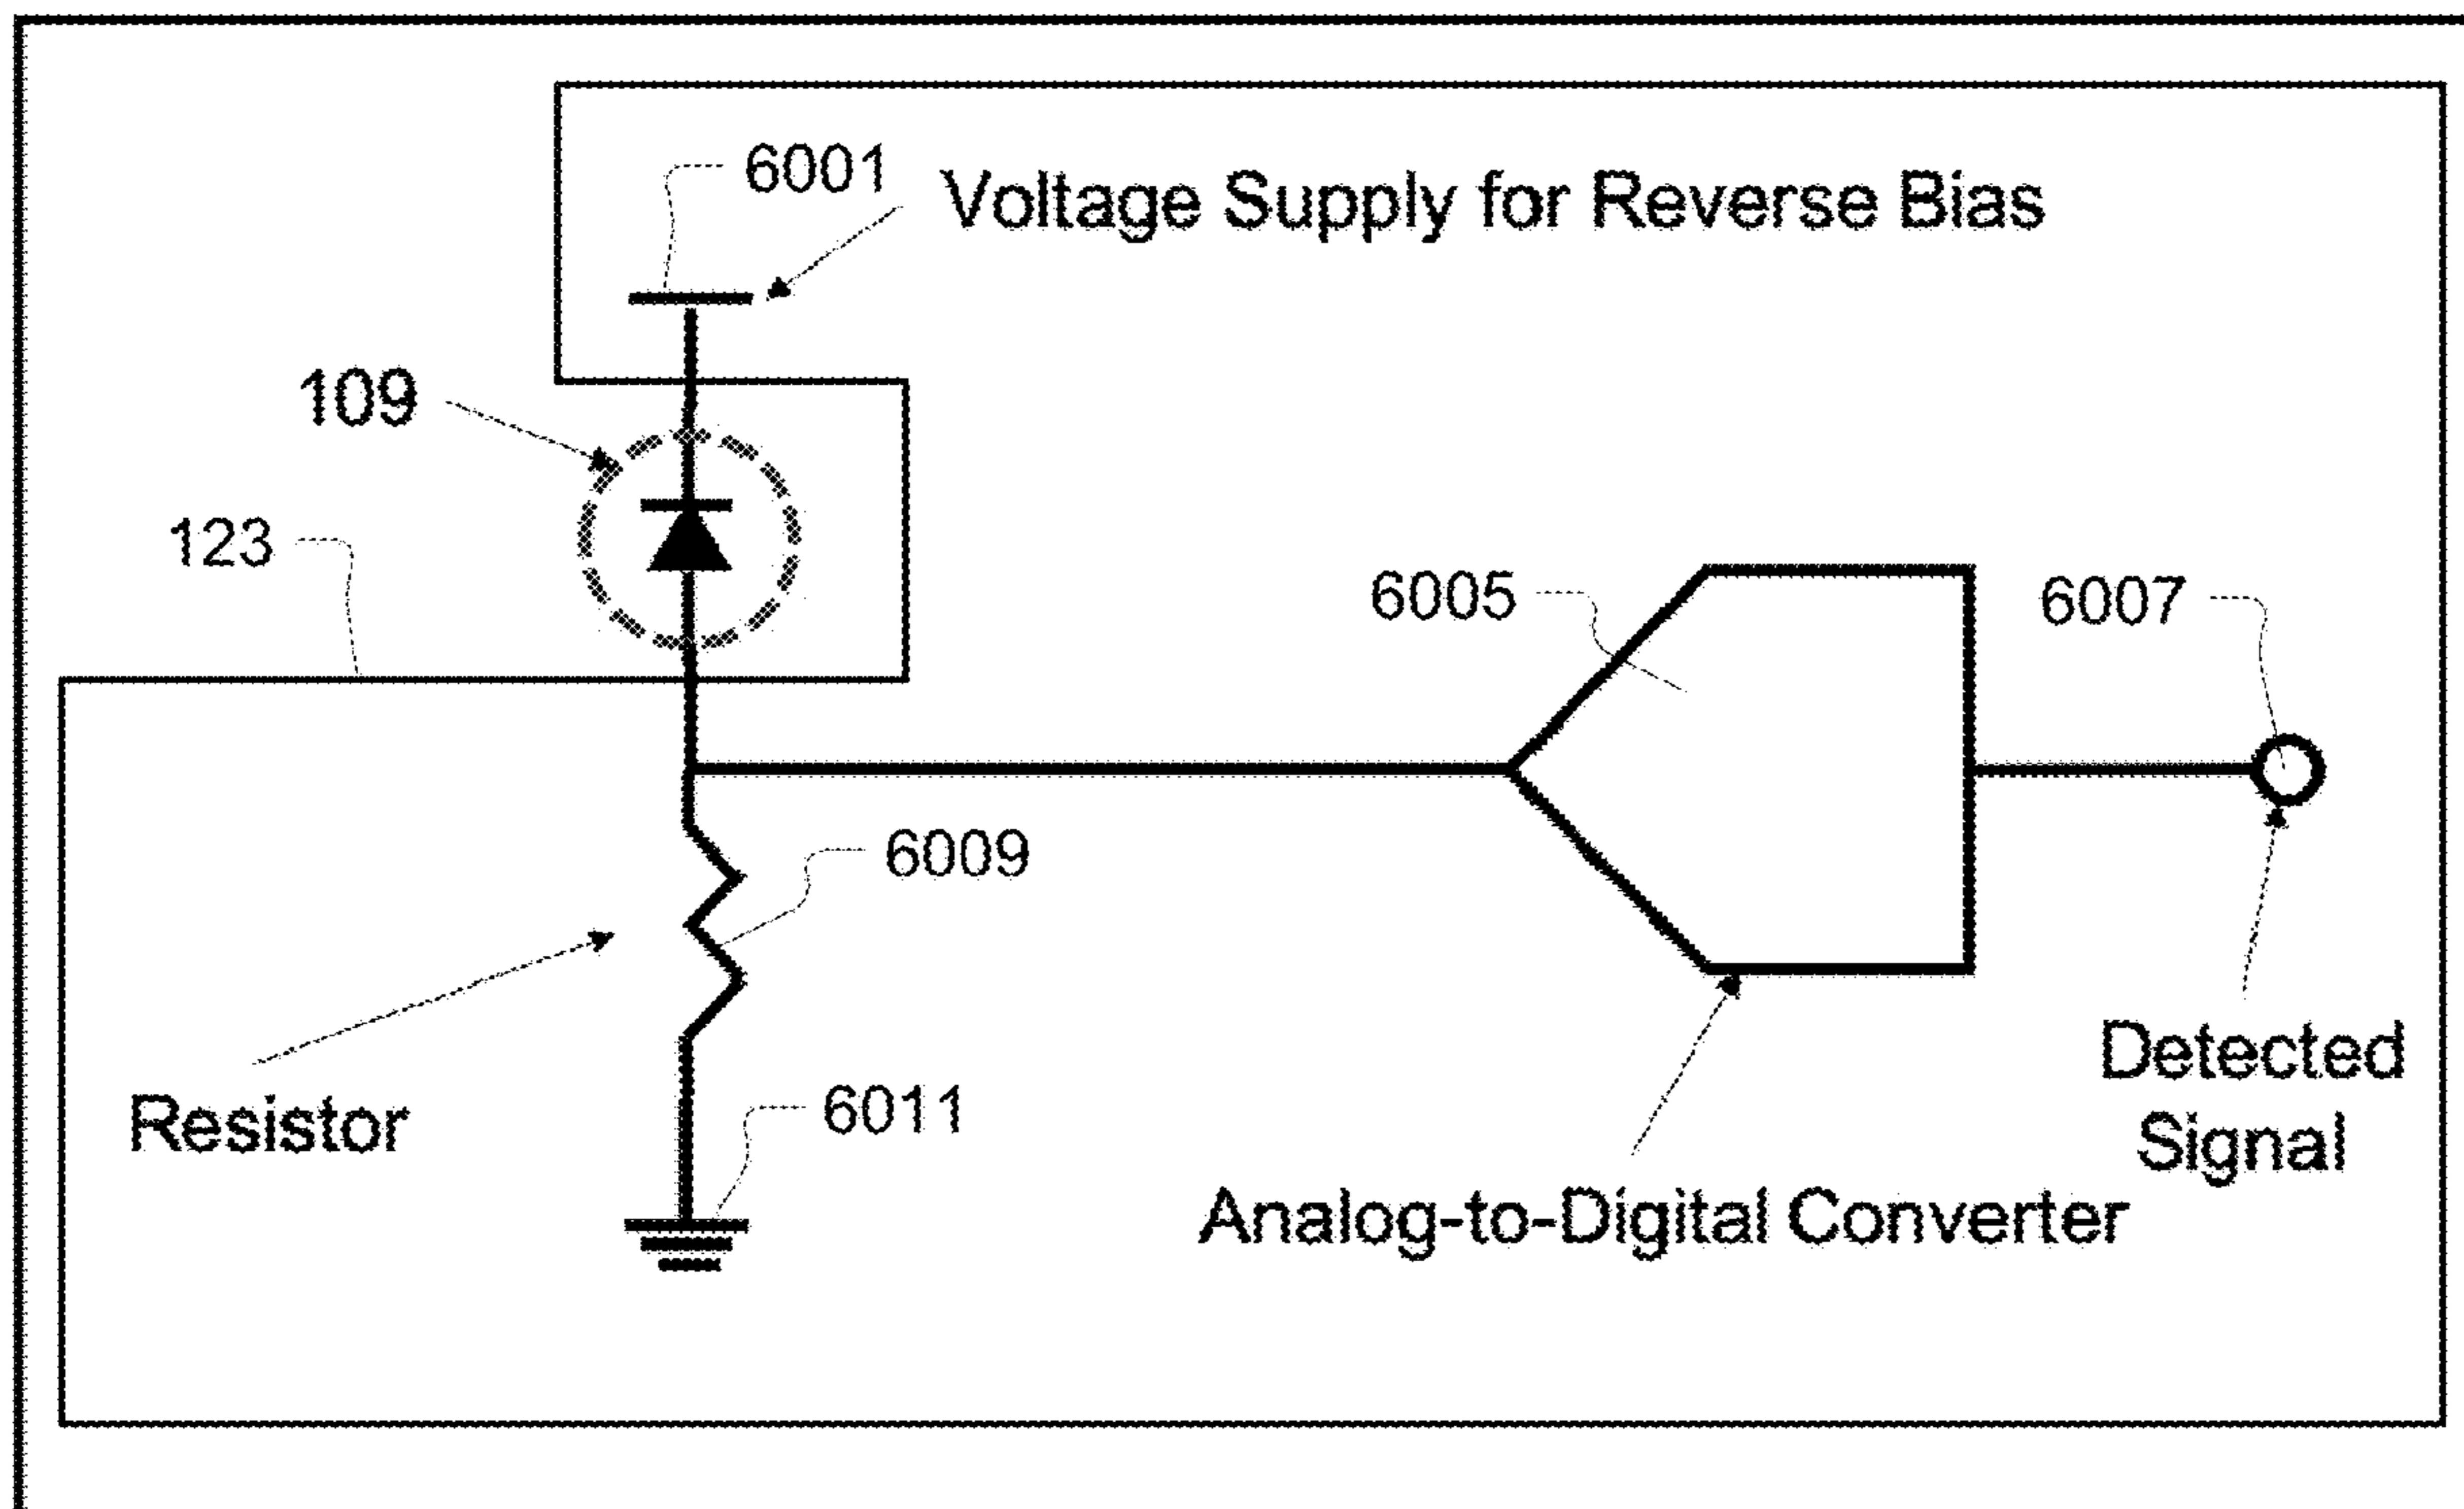 6001
Voltage Supply for Reverse Bias
109
123
6005
6007
6009
Resistor
6011
Detected
Signal
Analog-to-Digital Converter